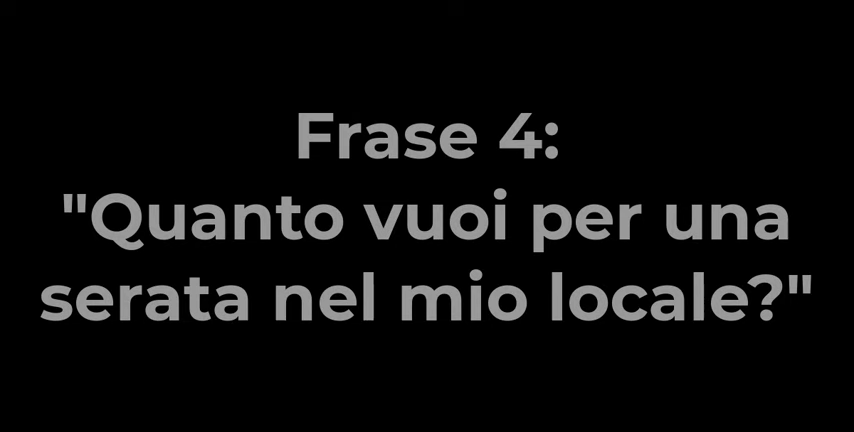 Frase 4:
"Quanto vuoi per una
serata nel mio locale?"